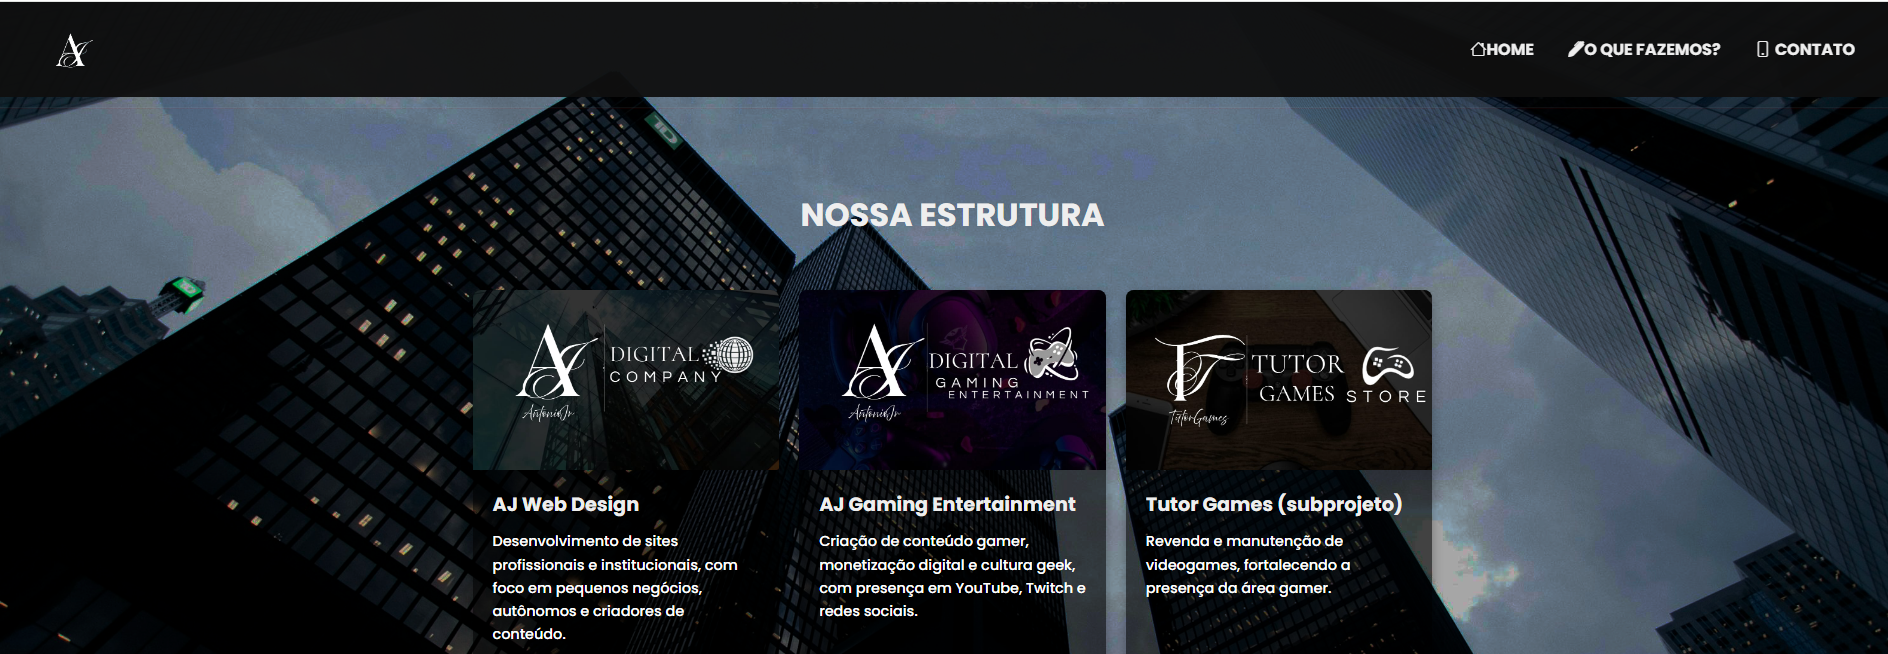 AJ
HOME
O QUE FAZEMOS?
CONTATO
TD
NOSSA ESTRUTURA
TD
AJ
DIGITAL
COMPANY
AntonioJr
AJ
DIGITAL
GAMING
ENTERTAINMENT
AntonioJr
TUTOR
GAMES STORE
TutorGames
AJ Web Design
Desenvolvimento de sites
profissionais e institucionais, com
foco em pequenos negócios,
autônomos e criadores de
conteúdo.
AJ Gaming Entertainment
Criação de conteúdo gamer,
monetização digital e cultura geek,
com presença em YouTube, Twitch e
redes sociais.
Tutor Games (subprojeto)
Revenda e manutenção de
videogames, fortalecendo a
presença da área gamer.